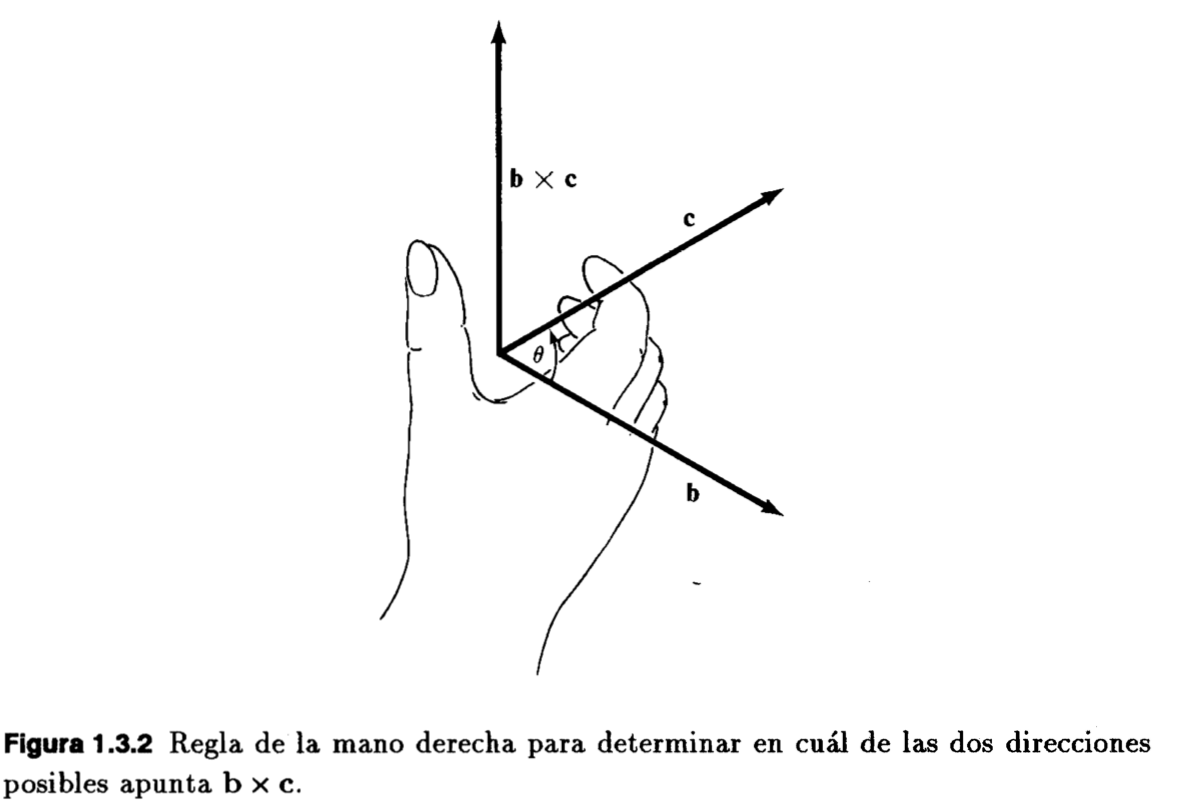 b × c
c
θ
b
Figura 1.3.2 Regla de la mano derecha para determinar en cuál de las dos direcciones
posibles apunta b × c.